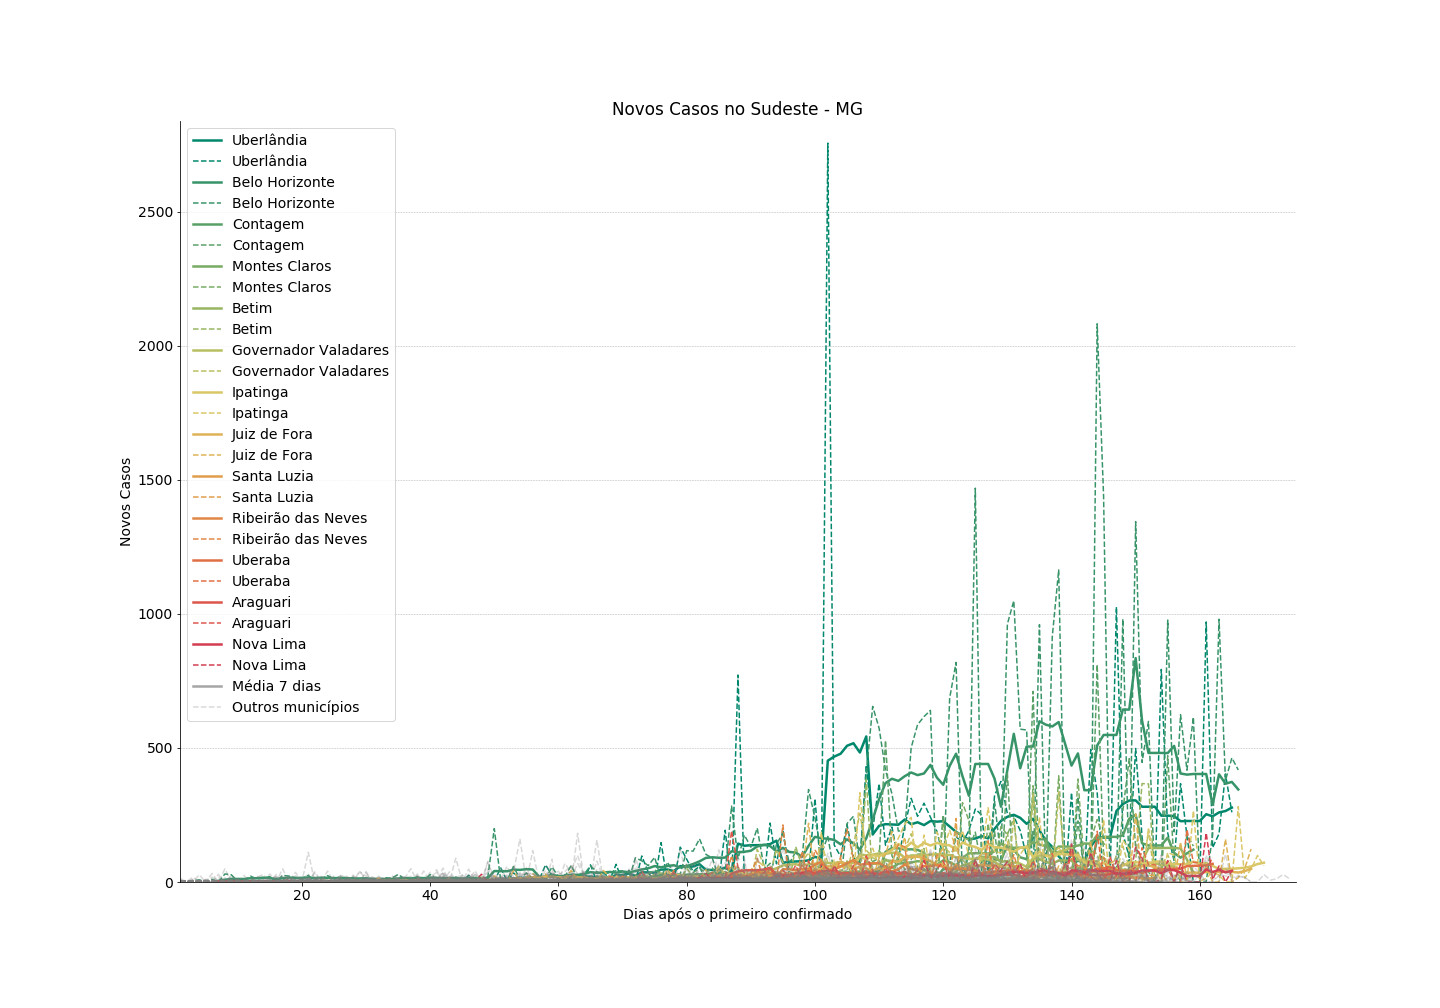 Novos Casos no Sudeste - MG
Uberlândia
Uberlândia
Belo Horizonte
Belo Horizonte
Contagem
Contagem
Montes Claros
Montes Claros
Betim
Betim
Governador Valadares
Governador Valadares
Ipatinga
Ipatinga
Juiz de Fora
Juiz de Fora
Santa Luzia
Santa Luzia
Ribeirão das Neves
Ribeirão das Neves
Uberaba
Uberaba
Araguari
Araguari
Nova Lima
Nova Lima
Média 7 dias
Outros municípios
Novos Casos
2500
2000
1500
1000
500
0
20 40 60 80 100 120 140 160
Dias após o primeiro confirmado